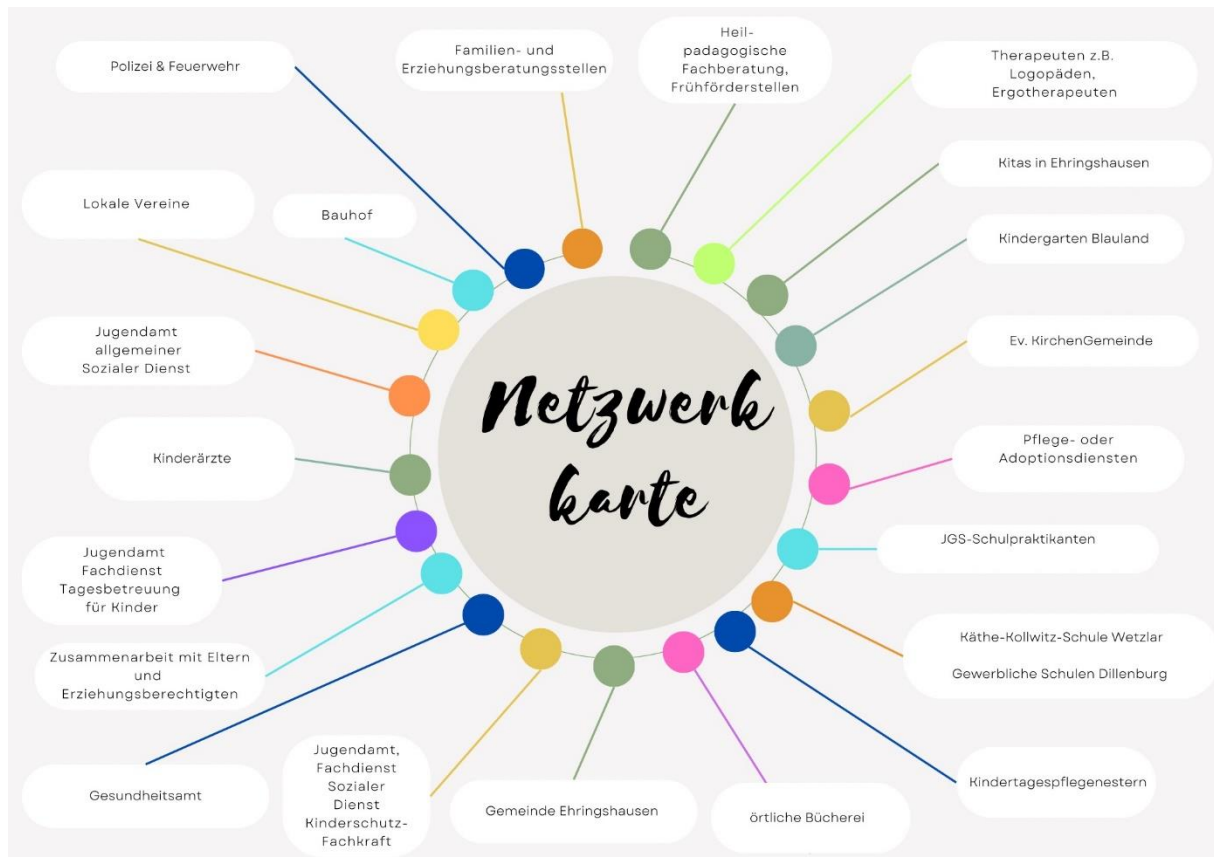 Netzwerk
karte
Familien- und
Erziehungsberatungsstellen
Heil-
padagogische
Fachberatung,
Frühförderstellen
Therapeuten z.B.
Logopäden,
Ergotherapeuten
Kitas in Ehringshausen
Kindergarten Blauland
Ev. KirchenGemeinde
Pflege- oder
Adoptionsdiensten
JGS-Schulpraktikanten
Käthe-Kollwitz-Schule Wetzlar
Gewerbliche Schulen Dillenburg
Kindertagespflegenestern
örtliche Bücherei
Gemeinde Ehringshausen
Jugendamt,
Fachdienst
Sozialer
Dienst
Kinderschutz-
Fachkraft
Gesundheitsamt
Zusammenarbeit mit Eltern
und
Erziehungsberechtigten
Jugendamt
Fachdienst
Tagesbetreuung
für Kinder
Kinderärzte
Jugendamt
allgemeiner
Sozialer Dienst
Lokale Vereine
Bauhof
Polizei & Feuerwehr